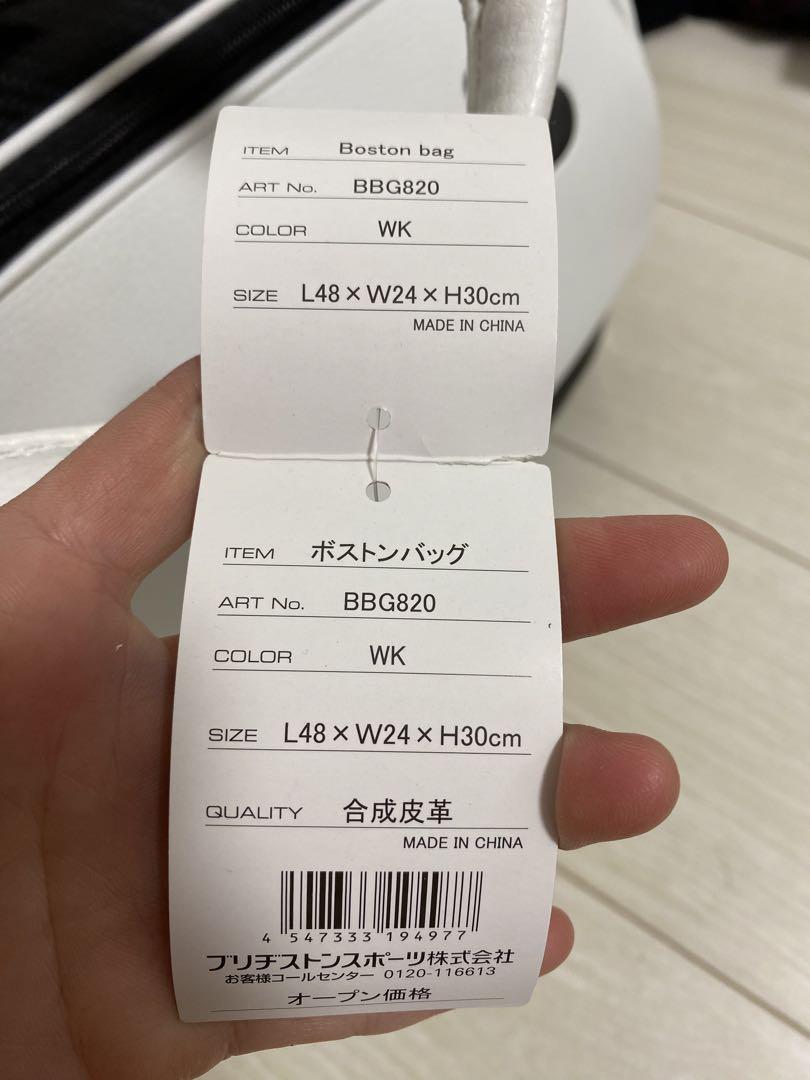 ITEM Boston bag
ART No. BBG820
COLOR WK
SIZE L48×W24×H30cm
MADE IN CHINA
ITEM ボストンバッグ
ART No. BBG820
COLOR WK
SIZE L48×W24×H30cm
QUALITY 合成皮革
MADE IN CHINA
4 547333 194977
ブリヂストンスポーツ株式会社
お客様コールセンター 0120-116613
オープン価格